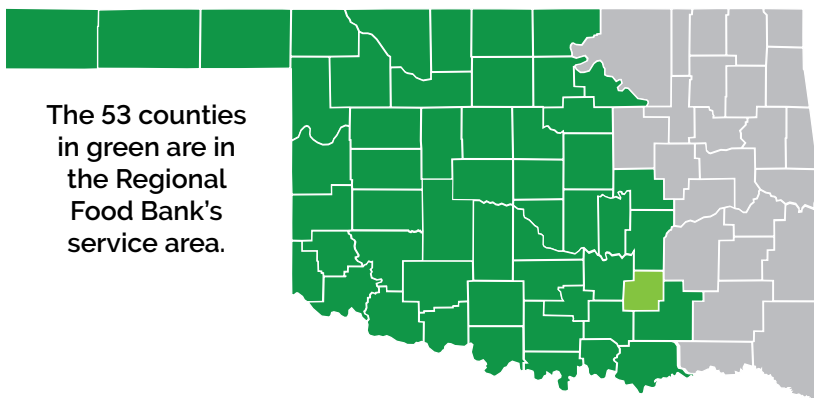 The 53 counties
in green are in
the Regional
Food Bank’s
service area.